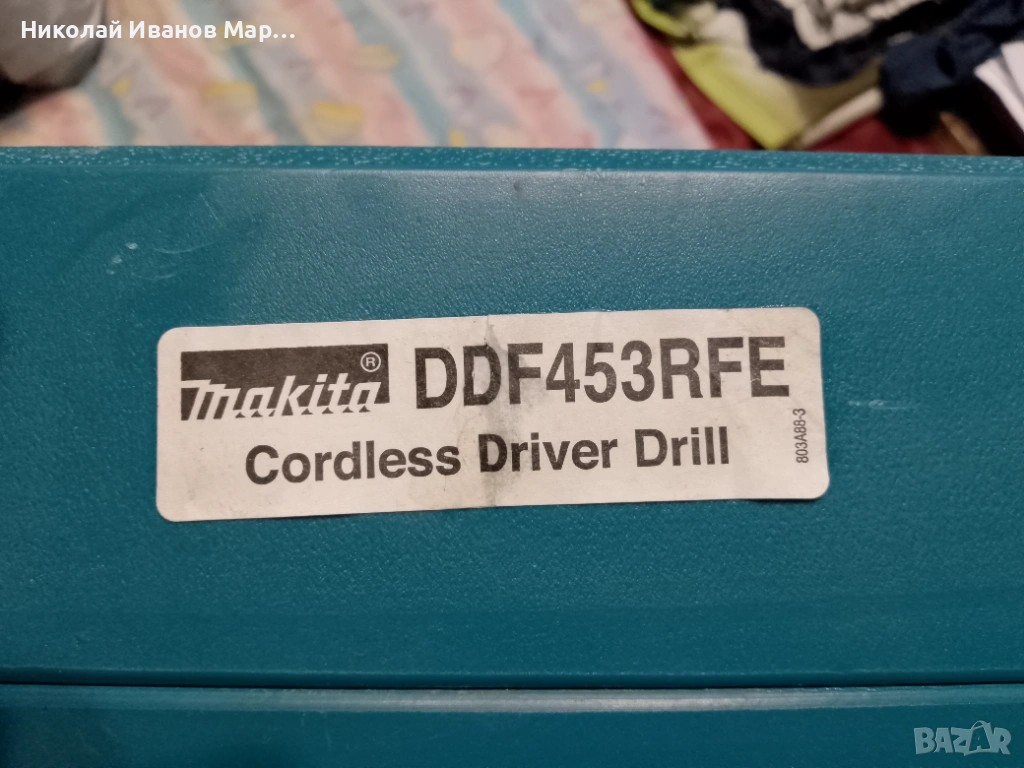 Николай Иванов Мар...
makita® DDF453RFE
Cordless Driver Drill
803A88-3
BAZAR